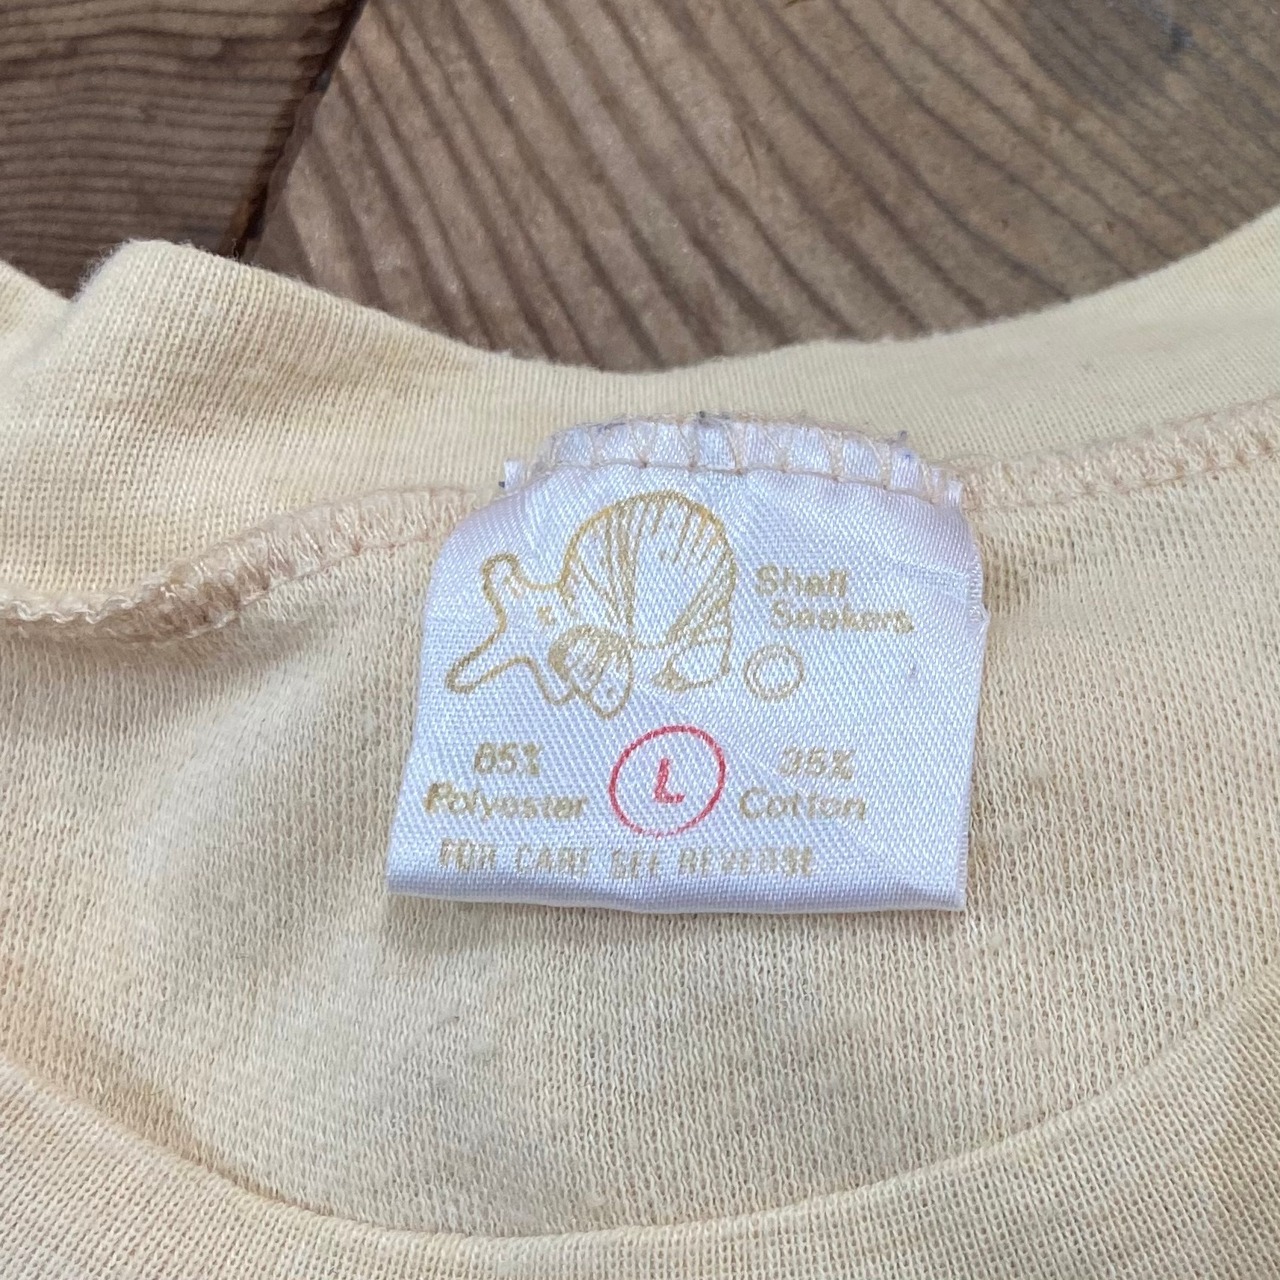 Shell
Seekers
65%
Polyester
L
35%
Cotton
FOR CARE SEE REVERSE